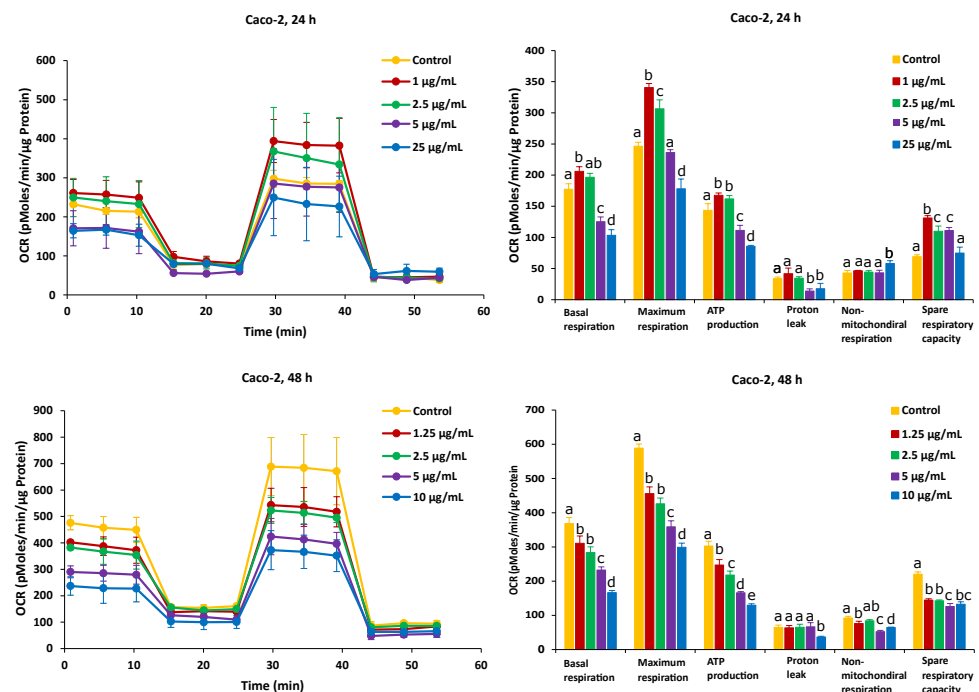 Caco-2, 24 h
OCR (pMoles/min/µg Protein)
600
500
400
300
200
100
0
0 10 20 30 40 50 60
Time (min)
Control
1 µg/mL
2.5 µg/mL
5 µg/mL
25 µg/mL
Caco-2, 24 h
OCR (pMoles/min/µg Protein)
400
350
300
250
200
150
100
50
0
Control
1 µg/mL
2.5 µg/mL
5 µg/mL
25 µg/mL
a b ab c d
a b c a d
a b b c d
a a a b b
a a a a b
a b c c d
Basal
respiration
Maximum
respiration
ATP
production
Proton
leak
Non-
mitochondiral
respiration
Spare
respiratory
capacity
Caco-2, 48 h
OCR (pMoles/min/µg Protein)
900
800
700
600
500
400
300
200
100
0
0 10 20 30 40 50 60
Time (min)
Control
1.25 µg/mL
2.5 µg/mL
5 µg/mL
10 µg/mL
Caco-2, 48 h
OCR (pMoles/min/µg Protein
700
600
500
400
300
200
100
0
Control
1.25 µg/mL
2.5 µg/mL
5 µg/mL
10 µg/mL
a b b c d
a b b c d
a b c d e
a a a a b
a b ab c d
a b b c bc
Basal
respiration
Maximum
respiration
ATP
production
Proton
leak
Non-
mitochondiral
respiration
Spare
respiratory
capacity